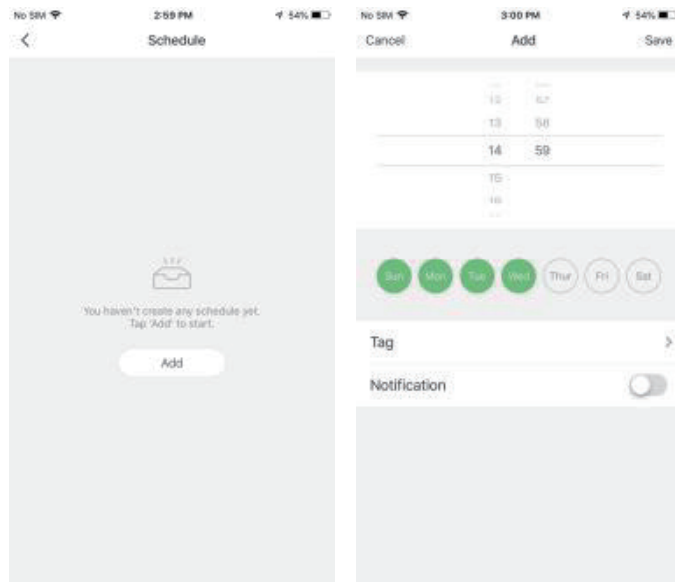 No SIM 2:59 PM 54%
Schedule
You haven't create any schedule yet.
Tap 'Add' to start.
Add
No SIM 3:00 PM 54%
Cancel Add Save
12 57
13 58
14 59
15
16
Sun Mon Tue Wed Thur Fri Sat
Tag
Notification